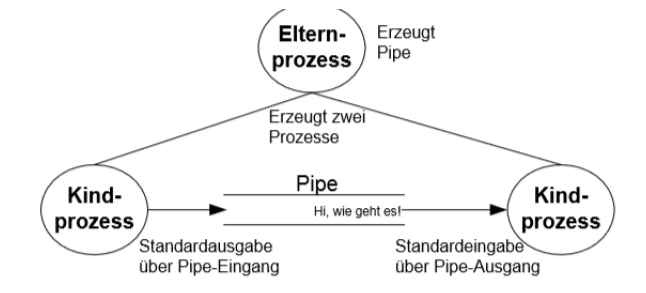 Eltern-
prozess
Erzeugt
Pipe
Erzeugt zwei
Prozesse
Kind-
prozess
Pipe
Hi, wie geht es!
Kind-
prozess
Standardausgabe
über Pipe-Eingang
Standardeingabe
über Pipe-Ausgang